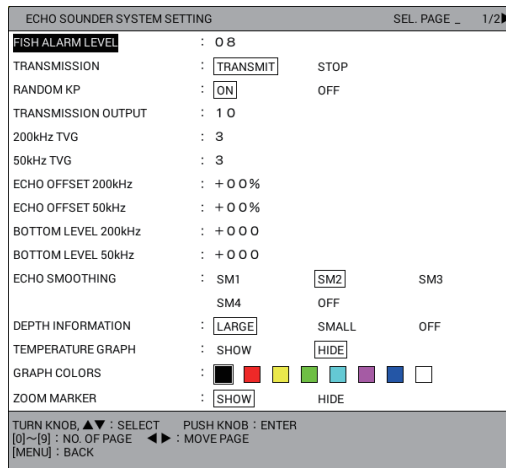 ECHO SOUNDER SYSTEM SETTING SEL. PAGE _ 1/2▶
FISH ALARM LEVEL : 08
TRANSMISSION : TRANSMIT STOP
RANDOM KP : ON OFF
TRANSMISSION OUTPUT : 10
200kHz TVG : 3
50kHz TVG : 3
ECHO OFFSET 200kHz : +00%
ECHO OFFSET 50kHz : +00%
BOTTOM LEVEL 200kHz : +000
BOTTOM LEVEL 50kHz : +000
ECHO SMOOTHING : SM1 SM2 SM3
SM4 OFF
DEPTH INFORMATION : LARGE SMALL OFF
TEMPERATURE GRAPH : SHOW HIDE
GRAPH COLORS :
ZOOM MARKER : SHOW HIDE
TURN KNOB, ▲▼ : SELECT PUSH KNOB : ENTER
[0]~[9] : NO. OF PAGE ◀▶ : MOVE PAGE
[MENU] : BACK